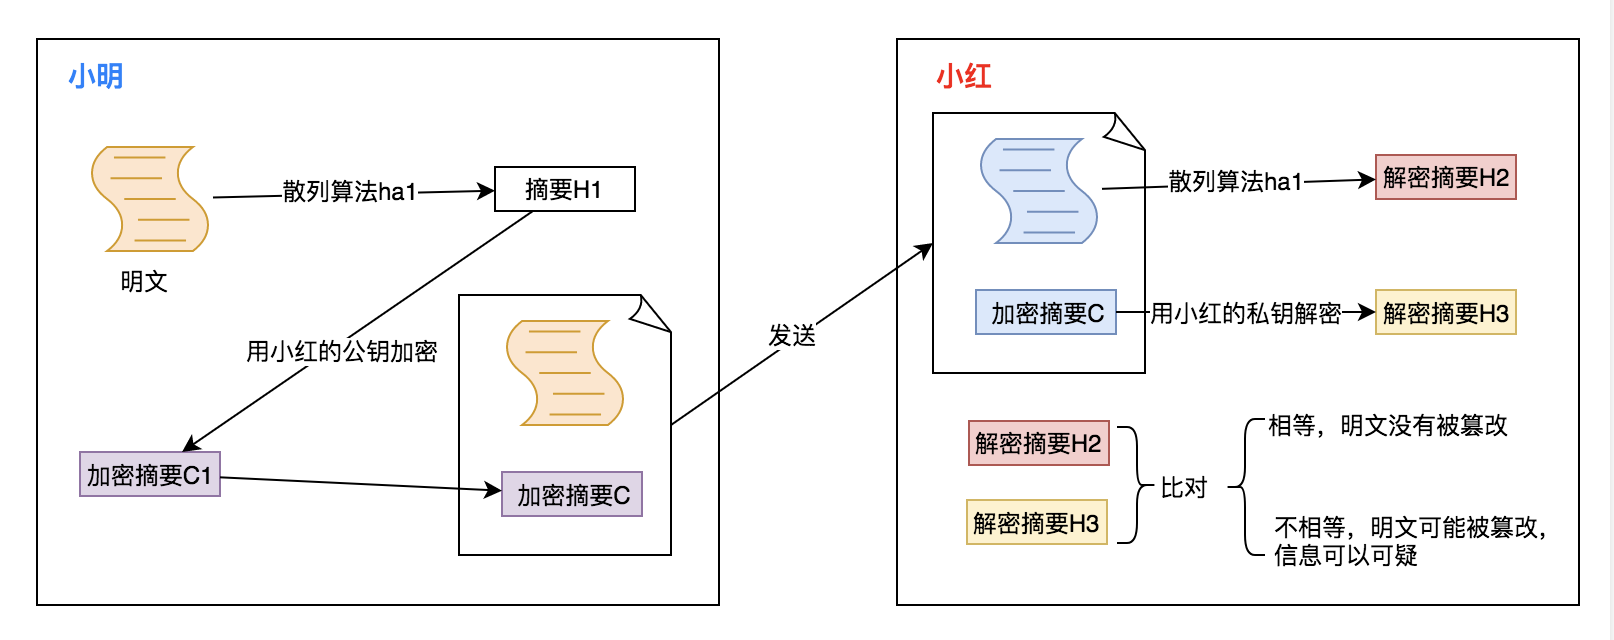 小明
散列算法ha1
摘要H1
明文
用小红的公钥加密
加密摘要C1
加密摘要C
发送
小红
散列算法ha1
解密摘要H2
加密摘要C
用小红的私钥解密
解密摘要H3
解密摘要H2
解密摘要H3
比对
相等，明文没有被篡改
不相等，明文可能被篡改，
信息可以可疑